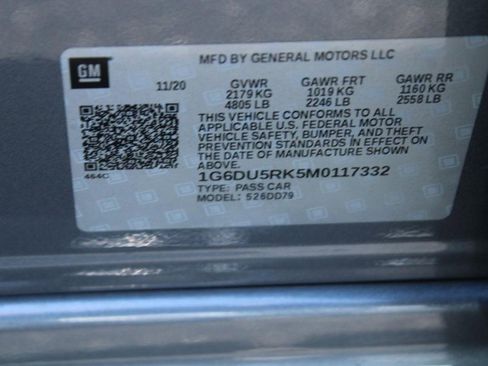 GM
MFD BY GENERAL MOTORS LLC
11/20 GVWR GAWR FRT GAWR RR
2179 KG 1019 KG 1160 KG
4805 LB 2246 LB 2558 LB
THIS VEHICLE CONFORMS TO ALL
APPLICABLE U.S. FEDERAL MOTOR
VEHICLE SAFETY, BUMPER, AND THEFT
PREVENTION STANDARDS IN EFFECT ON
THE DATE OF MANUFACTURE SHOWN
ABOVE.
464C
1G6DU5RK5M0117332
TYPE: PASS CAR
MODEL: 526DD79